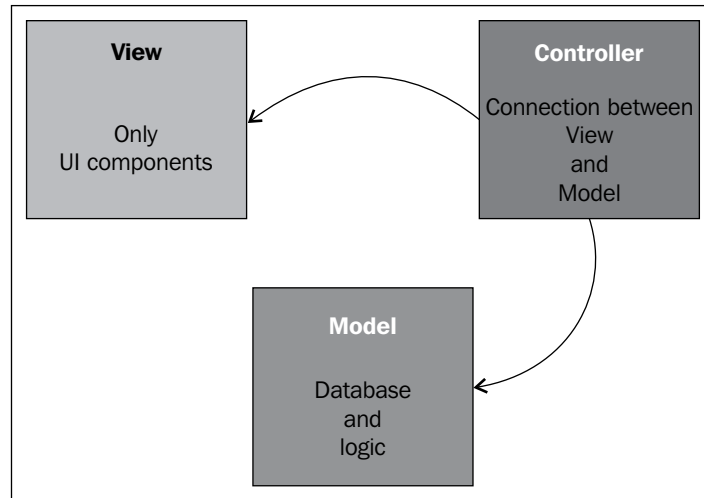 View
Only
UI components
Controller
Connection between
View
and
Model
Model
Database
and
logic